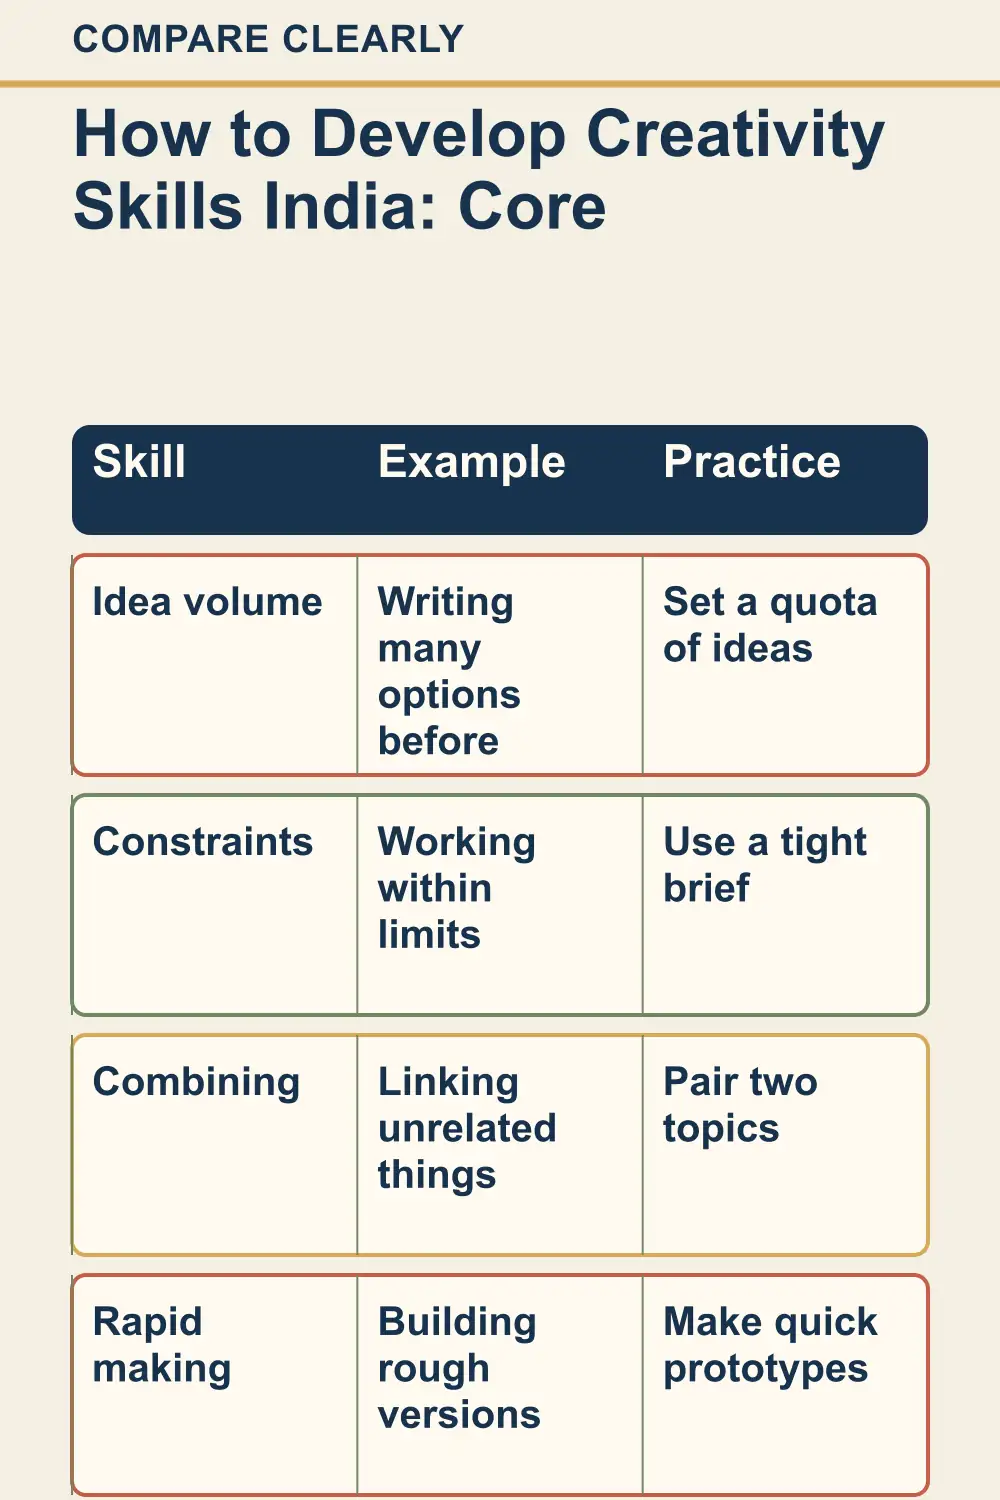 COMPARE CLEARLY
How to Develop Creativity
Skills India: Core
Skill Example Practice
Idea volume Writing Set a quota
many of ideas
options
before
Constraints Working Use a tight
within brief
limits
Combining Linking Pair two
unrelated topics
things
Rapid Building Make quick
making rough prototypes
versions